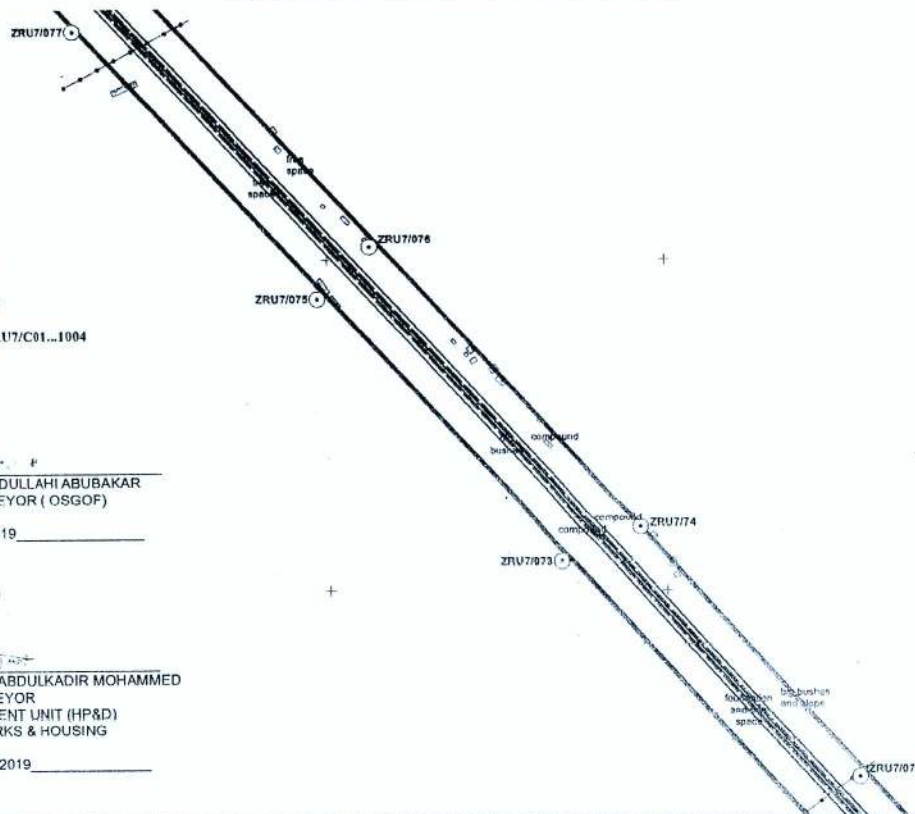 ZRU7/077
free
space
space
ZRU7/076
ZRU7/075
U7/C01...1004
compound
DULLAHI ABUBAKAR
EYOR ( OSGOF)
19
compound
ZRU7/74
compound
ZRU7/073
ABDULKADIR MOHAMMED
EYOR
ENT UNIT (HP&D)
RKS & HOUSING
2019
big bushes
and slope
foundation
space
ZRU7/07